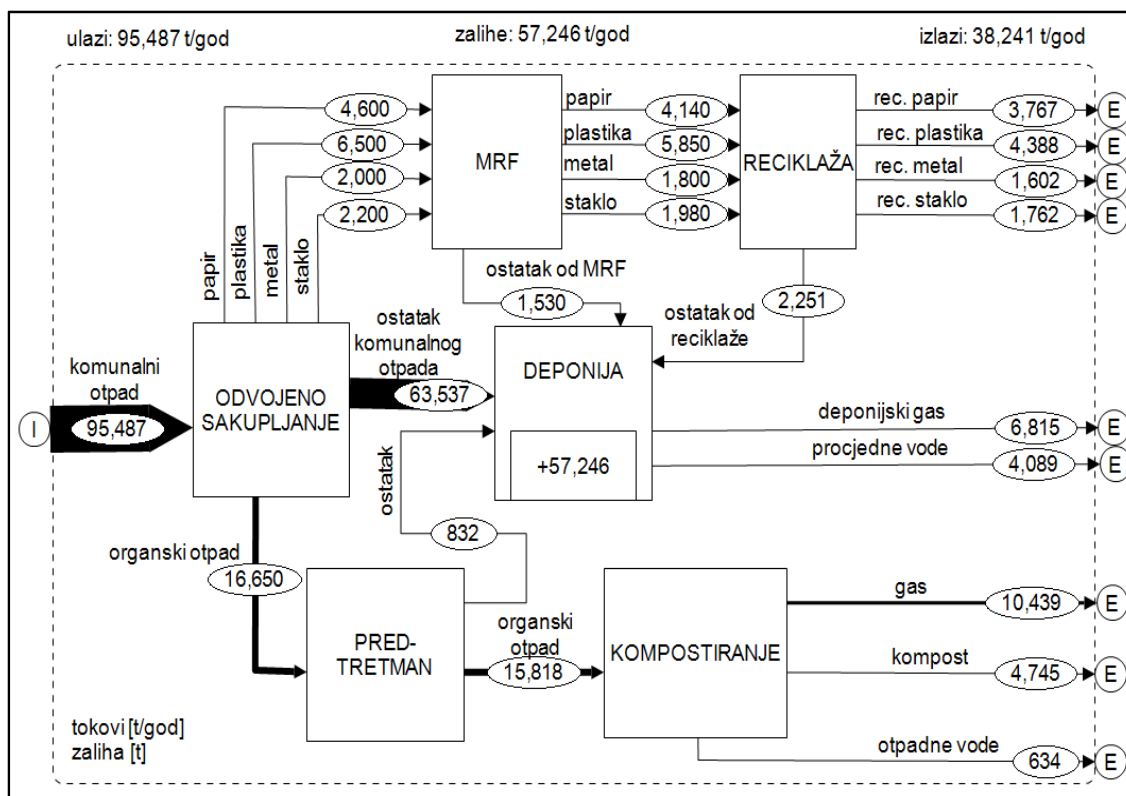 ulazi: 95,487 t/god
zalihe: 57,246 t/god
izlazi: 38,241 t/god
4,600
6,500
2,000
2,200
papir
plastika
metal
staklo
MRF
papir
4,140
plastika
5,850
metal
1,800
staklo
1,980
RECIKLAŽA
rec. papir
3,767
E
rec. plastika
4,388
E
rec. metal
1,602
E
rec. staklo
1,762
E
ostatak od MRF
1,530
2,251
ostatak od
reciklaže
I
komunalni
otpad
95,487
ODVOJENO
SAKUPLJANJE
ostatak
komunalnog
otpada
63,537
DEPONIJA
+57,246
deponijski gas
6,815
E
procjedne vode
4,089
E
ostatak
832
organski otpad
16,650
PRED-
TRETMAN
organski
otpad
15,818
KOMPOSTIRANJE
gas
10,439
E
kompost
4,745
E
otpadne vode
634
E
tokovi [t/god]
zaliha [t]